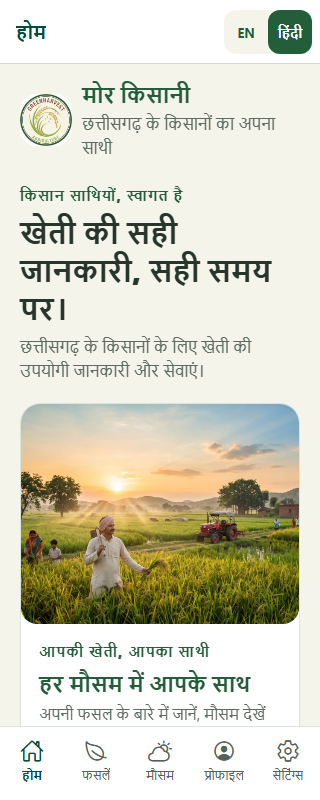 होम
EN
हिंदी
GREENHARVEST
मोर किसानी
छत्तीसगढ़ के किसानों का अपना
साथी
किसान साथियों, स्वागत है
खेती की सही
जानकारी, सही समय
पर।
छत्तीसगढ़ के किसानों के लिए खेती की
उपयोगी जानकारी और सेवाएं।
आपकी खेती, आपका साथी
हर मौसम में आपके साथ
अपनी फसल के बारे में जानें, मौसम देखें
होम
फसलें
मौसम
प्रोफाइल
सेटिंग्स